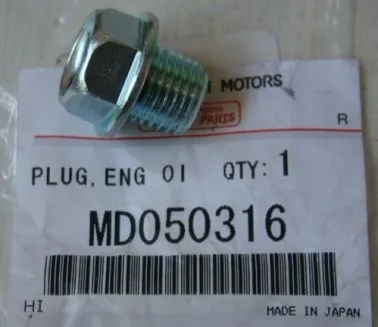 MOTORS
PARTS
R
PLUG, ENG OI QTY: 1
MD050316
HI MADE IN JAPAN